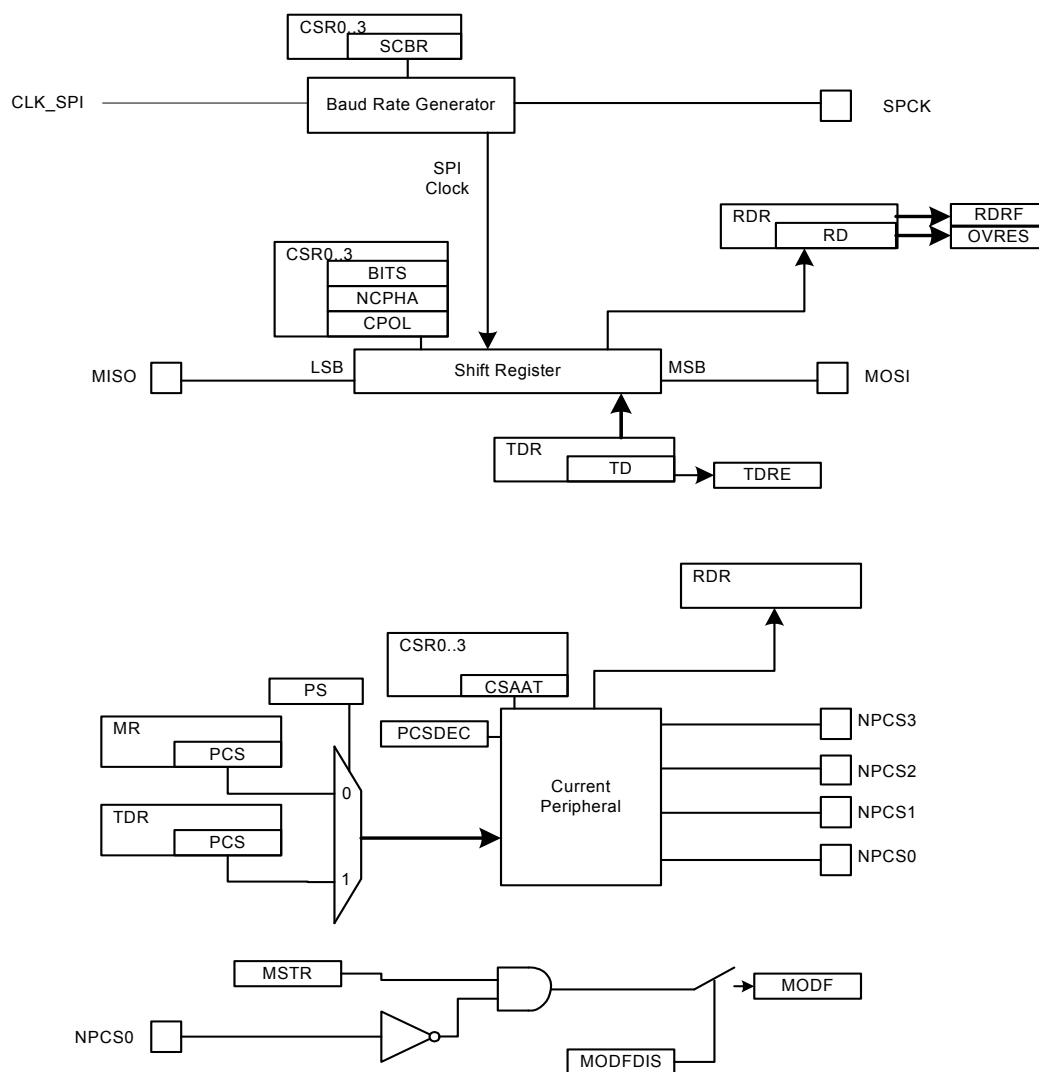 CSR0..3
SCBR
CLK_SPI
Baud Rate Generator
SPCK
SPI
Clock
RDR
RD
RDRF
OVRES
CSR0..3
BITS
NCPHA
CPOL
MISO
LSB
Shift Register
MSB
MOSI
TDR
TD
TDRE
RDR
CSR0..3
CSAAT
PS
MR
PCS
PCSDEC
0
TDR
PCS
1
Current
Peripheral
NPCS3
NPCS2
NPCS1
NPCS0
MSTR
MODF
NPCS0
MODFDIS